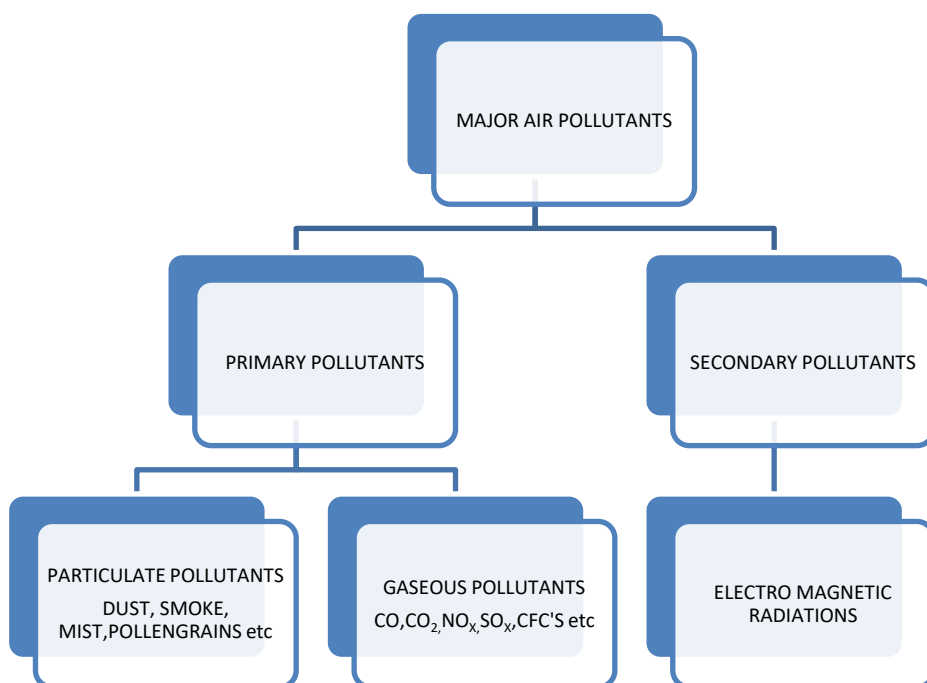 MAJOR AIR POLLUTANTS
PRIMARY POLLUTANTS
SECONDARY POLLUTANTS
PARTICULATE POLLUTANTS
DUST, SMOKE,
MIST,POLLENGRAINS etc
GASEOUS POLLUTANTS
CO,CO₂,NOₓ,SOₓ,CFC'S etc
ELECTRO MAGNETIC
RADIATIONS